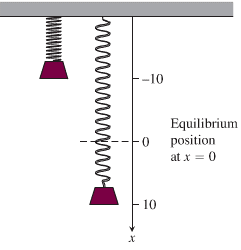 –10
0
Equilibrium
position
at x = 0
10
x